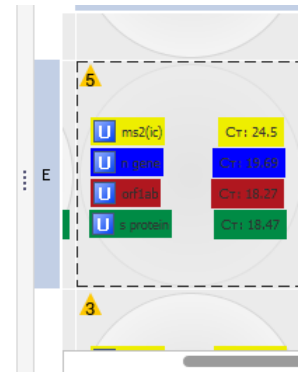 5
E
U ms2(ic) Cт: 24.5
U n gene Cт: 19.69
U orf1ab Cт: 18.27
U s protein Cт: 18.47
3